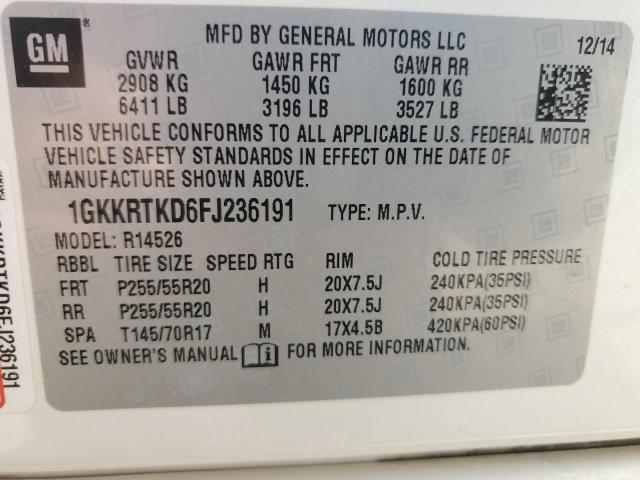 GM
MFD BY GENERAL MOTORS LLC
12/14
GVWR GAWR FRT GAWR RR
2908 KG 1450 KG 1600 KG
6411 LB 3196 LB 3527 LB
THIS VEHICLE CONFORMS TO ALL APPLICABLE U.S. FEDERAL MOTOR
VEHICLE SAFETY STANDARDS IN EFFECT ON THE DATE OF
MANUFACTURE SHOWN ABOVE.
1GKKRTKD6FJ236191 TYPE: M.P.V.
MODEL: R14526
RBBL TIRE SIZE SPEED RTG RIM COLD TIRE PRESSURE
FRT P255/55R20 H 20X7.5J 240KPA(35PSI)
RR P255/55R20 H 20X7.5J 240KPA(35PSI)
SPA T145/70R17 M 17X4.5B 420KPA(60PSI)
SEE OWNER'S MANUAL i FOR MORE INFORMATION.
1GKKRTKD6FJ236191